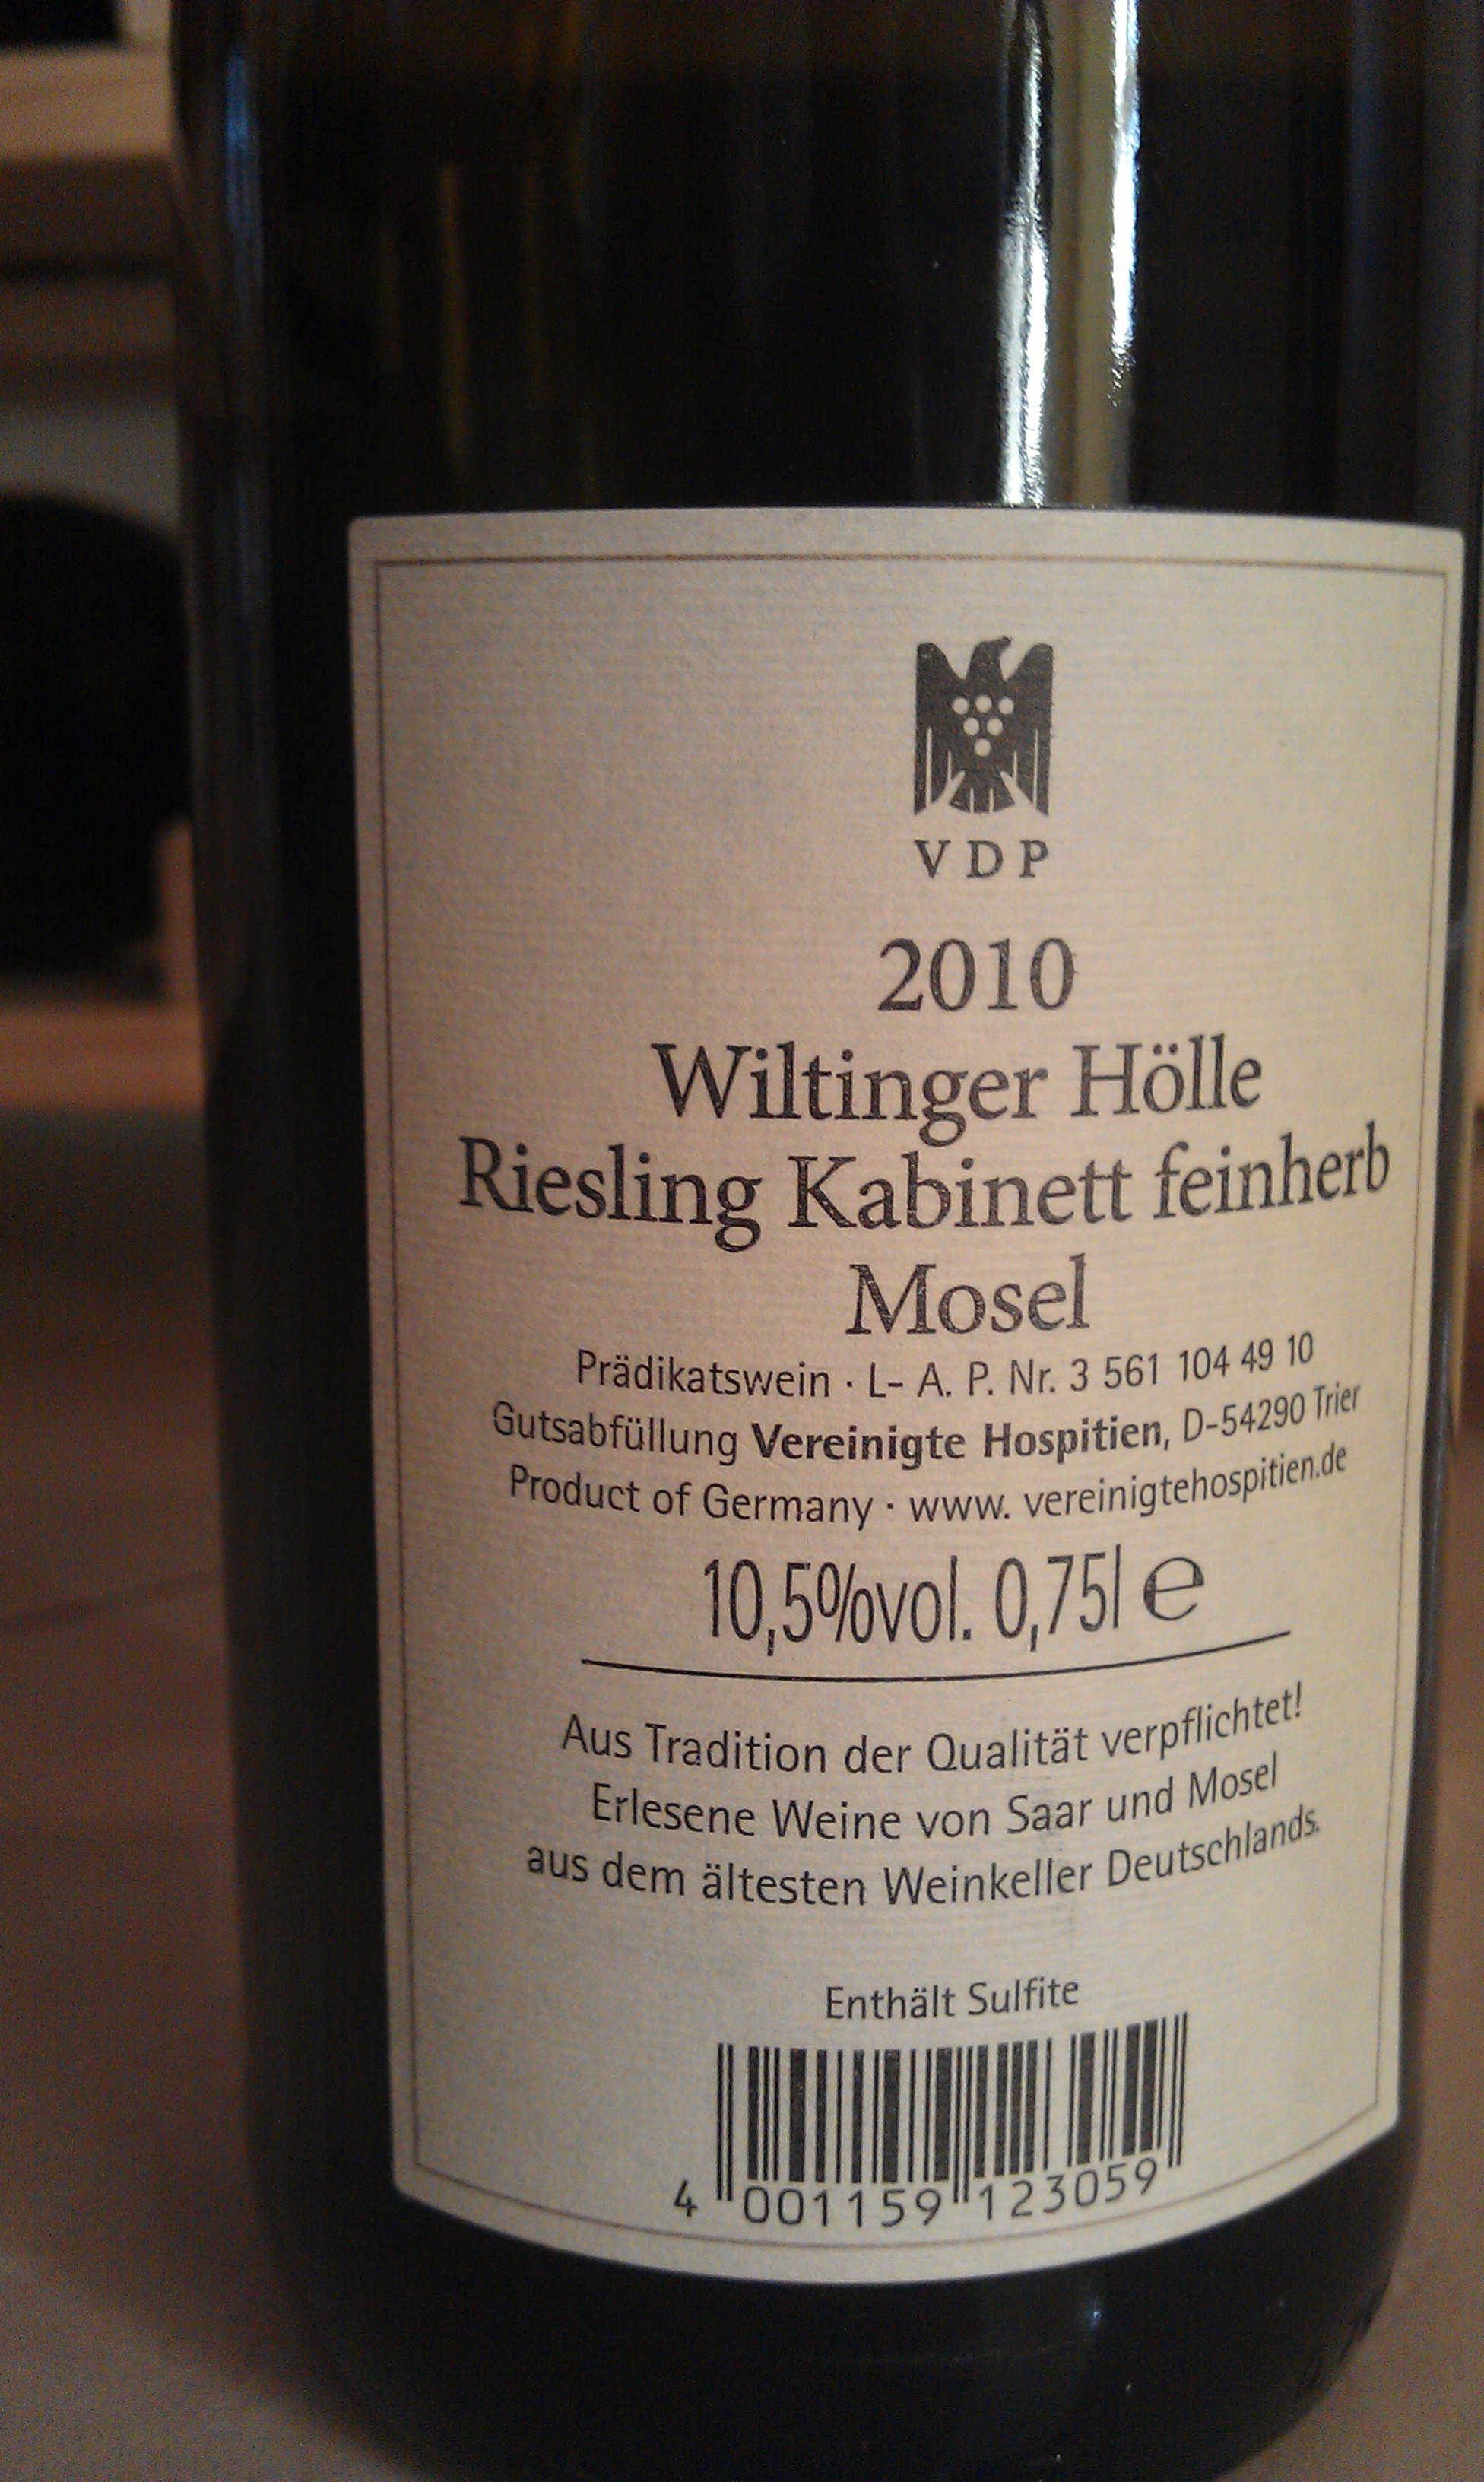 VDP
2010
Wiltinger Hölle
Riesling Kabinett feinherb
Mosel
Prädikatswein · L- A. P. Nr. 3 561 104 49 10
Gutsabfüllung Vereinigte Hospitien, D-54290 Trier
Product of Germany · www. vereinigtehospitien.de
10,5%vol. 0,75l e
Aus Tradition der Qualität verpflichtet!
Erlesene Weine von Saar und Mosel
aus dem ältesten Weinkeller Deutschlands.
Enthält Sulfite
4 001159 123059